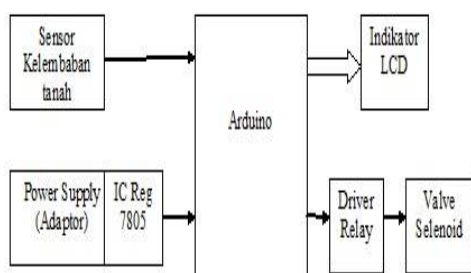 Sensor
Kelembaban
tanah
Indikator
LCD
Arduino
Power Supply
(Adaptor)
IC Reg
7805
Driver
Relay
Valve
Selenoid